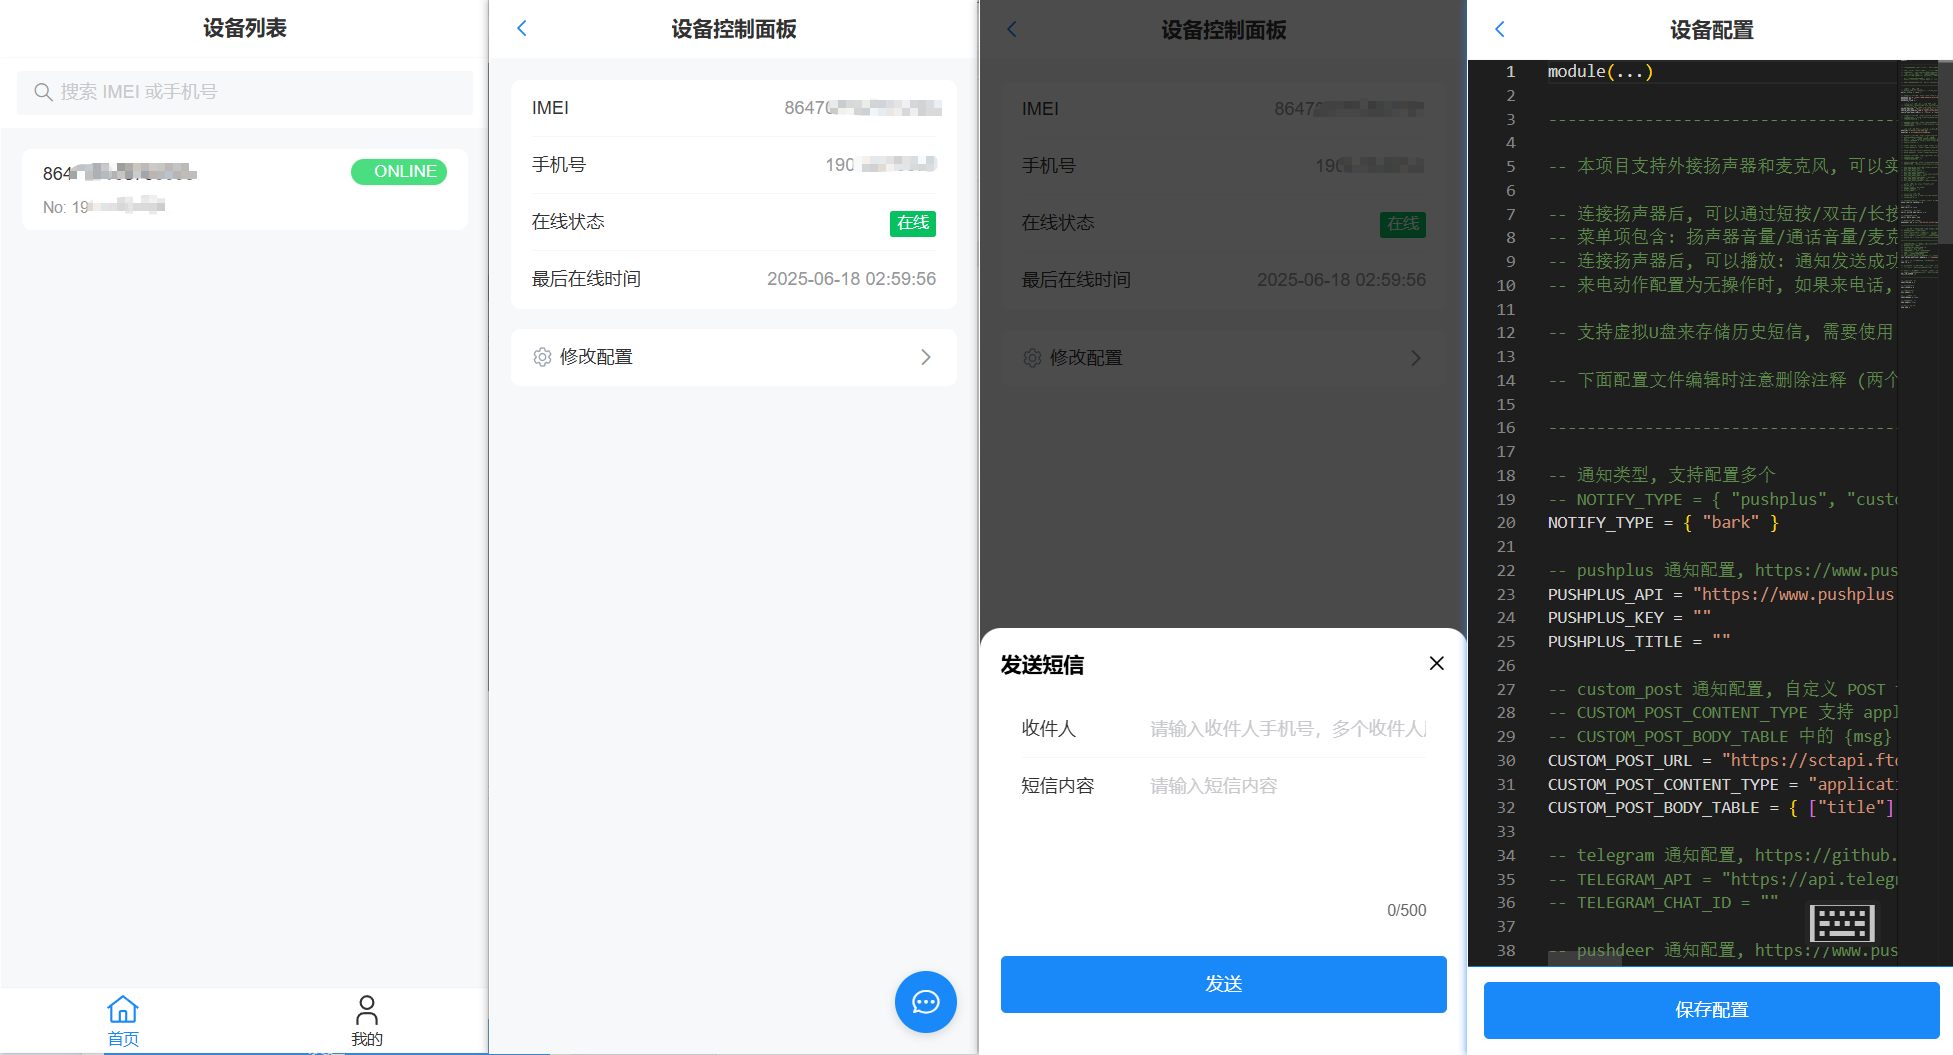 设备列表
搜索 IMEI 或手机号
864
ONLINE
No: 19
首页
我的
设备控制面板
IMEI
8647
手机号
190
在线状态
在线
最后在线时间
2025-06-18 02:59:56
修改配置
设备控制面板
IMEI
8647
手机号
190
在线状态
在线
最后在线时间
2025-06-18 02:59:56
修改配置
发送短信
收件人
请输入收件人手机号，多个收件人
短信内容
请输入短信内容
0/500
发送
设备配置
1 module(...)
2
3 ------------------------------------
4
5 -- 本项目支持外接扬声器和麦克风, 可以实
6
7 -- 连接扬声器后, 可以通过短按/双击/长按
8 -- 菜单项包含: 扬声器音量/通话音量/麦克
9 -- 连接扬声器后, 可以播放: 通知发送成功
10 -- 来电动作配置为无操作时, 如果来电话,
11
12 -- 支持虚拟U盘来存储历史短信, 需要使用
13
14 -- 下面配置文件编辑时注意删除注释 (两个
15
16 ------------------------------------
17
18 -- 通知类型, 支持配置多个
19 -- NOTIFY_TYPE = { "pushplus", "custo
20 NOTIFY_TYPE = { "bark" }
21
22 -- pushplus 通知配置, https://www.pus
23 PUSHPLUS_API = "https://www.pushplus
24 PUSHPLUS_KEY = ""
25 PUSHPLUS_TITLE = ""
26
27 -- custom_post 通知配置, 自定义 POST
28 -- CUSTOM_POST_CONTENT_TYPE 支持 appl
29 -- CUSTOM_POST_BODY_TABLE 中的 {msg}
30 CUSTOM_POST_URL = "https://sctapi.ft
31 CUSTOM_POST_CONTENT_TYPE = "applicati
32 CUSTOM_POST_BODY_TABLE = { ["title"]
33
34 -- telegram 通知配置, https://github.
35 -- TELEGRAM_API = "https://api.telegr
36 -- TELEGRAM_CHAT_ID = ""
37
38 -- pushdeer 通知配置, https://www.pus
保存配置